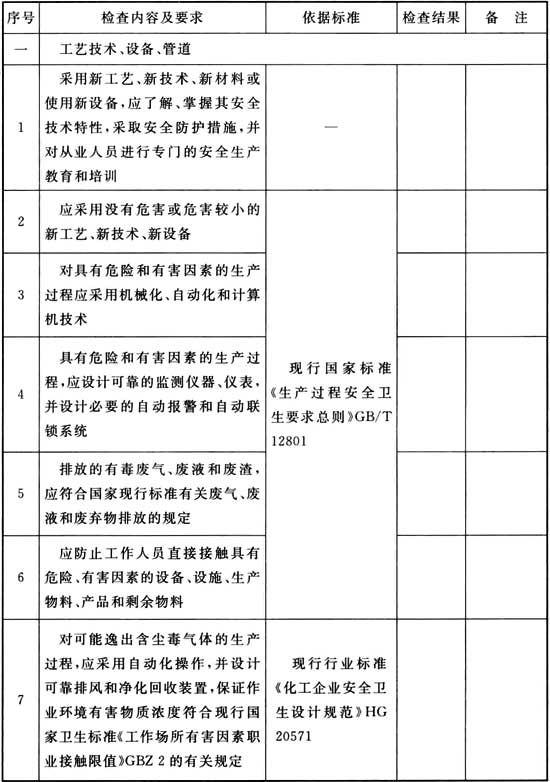 序号 检查内容及要求 依据标准 检查结果 备 注
一 工艺技术、设备、管道
1
采用新工艺、新技术、新材料或
使用新设备,应了解、掌握其安全
技术特性,采取安全防护措施,并
对从业人员进行专门的安全生产
教育和培训
—
2
应采用没有危害或危害较小的
新工艺、新技术、新设备
3
对具有危险和有害因素的生产
过程应采用机械化、自动化和计算
机技术
4
具有危险和有害因素的生产过
程,应设计可靠的监测仪器、仪表,
并设计必要的自动报警和自动联
锁系统
5
排放的有毒废气、废液和废渣,
应符合国家现行标准有关废气、废
液和废弃物排放的规定
6
应防止工作人员直接接触具有
危险、有害因素的设备、设施、生产
物料、产品和剩余物料
现行国家标准
《生产过程安全卫
生要求总则》GB/T
12801
7
对可能逸出含尘毒气体的生产
过程,应采用自动化操作,并设计
可靠排风和净化回收装置,保证作
业环境有害物质浓度符合现行国
家卫生标准《工作场所有害因素职
业接触限值》GBZ 2的有关规定
现行行业标准
《化工企业安全卫
生设计规范》HG
20571